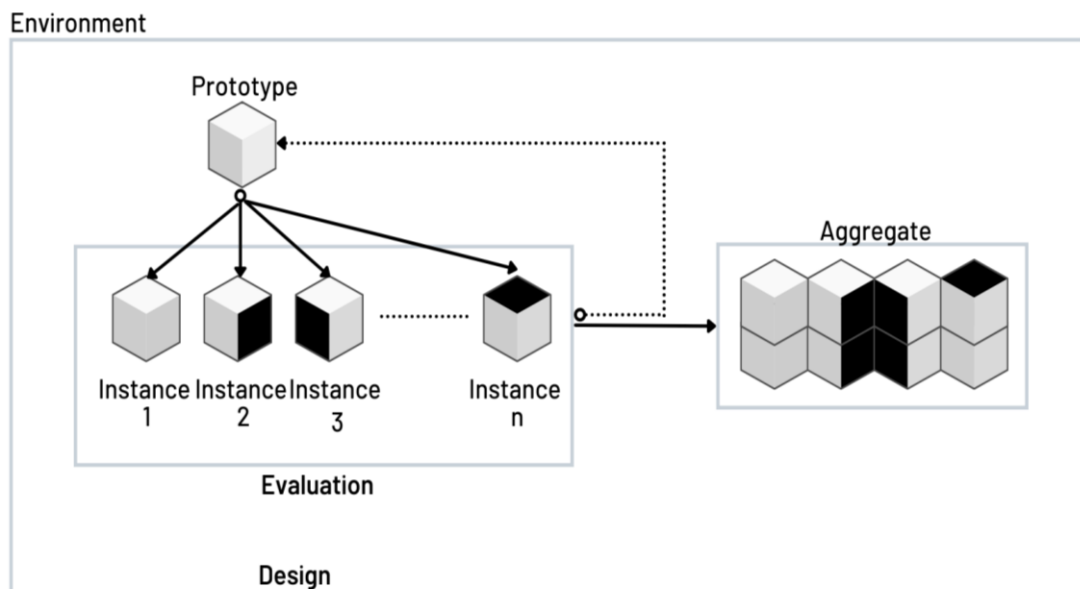 Environment
Prototype
Aggregate
Instance Instance Instance Instance
1 2 3 n
Evaluation
Design